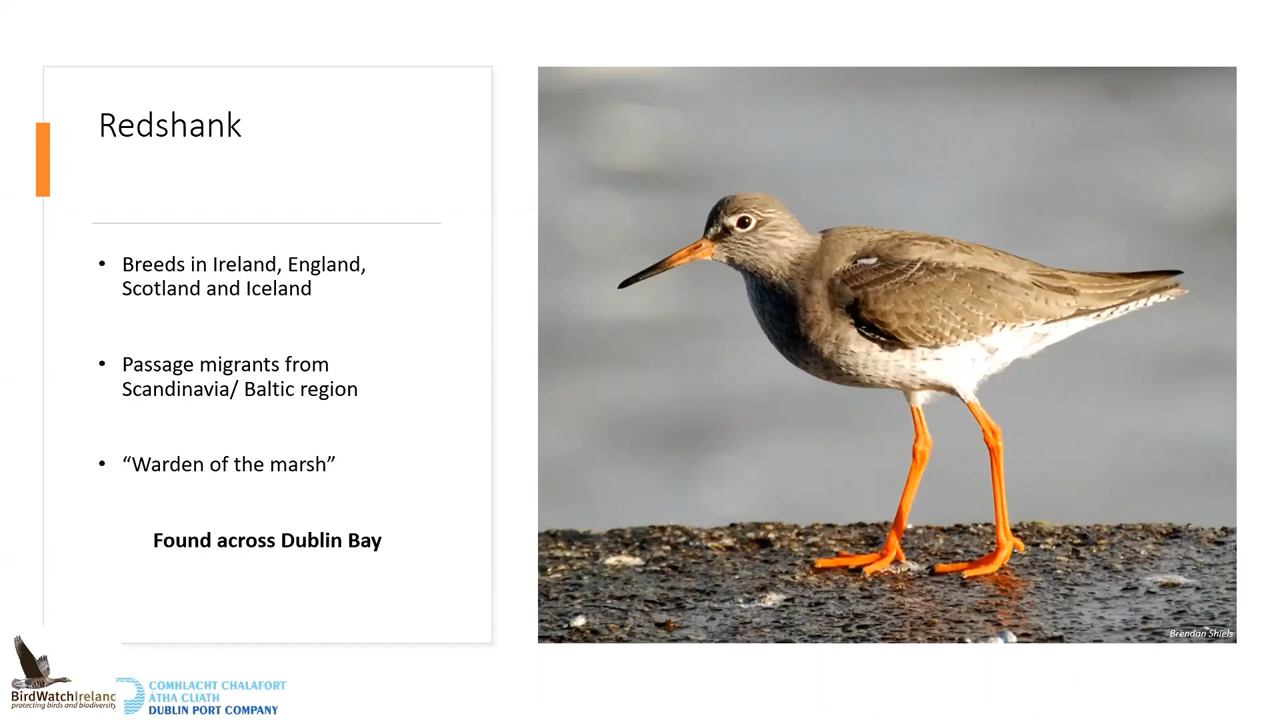 Redshank
• Breeds in Ireland, England,
Scotland and Iceland
• Passage migrants from
Scandinavia/ Baltic region
• “Warden of the marsh”
Found across Dublin Bay
Brendan Shiels
BirdWatchIreland
protecting birds and biodiversity
COMHLACHT CHALAFORT
ÁTHA CLIATH
DUBLIN PORT COMPANY